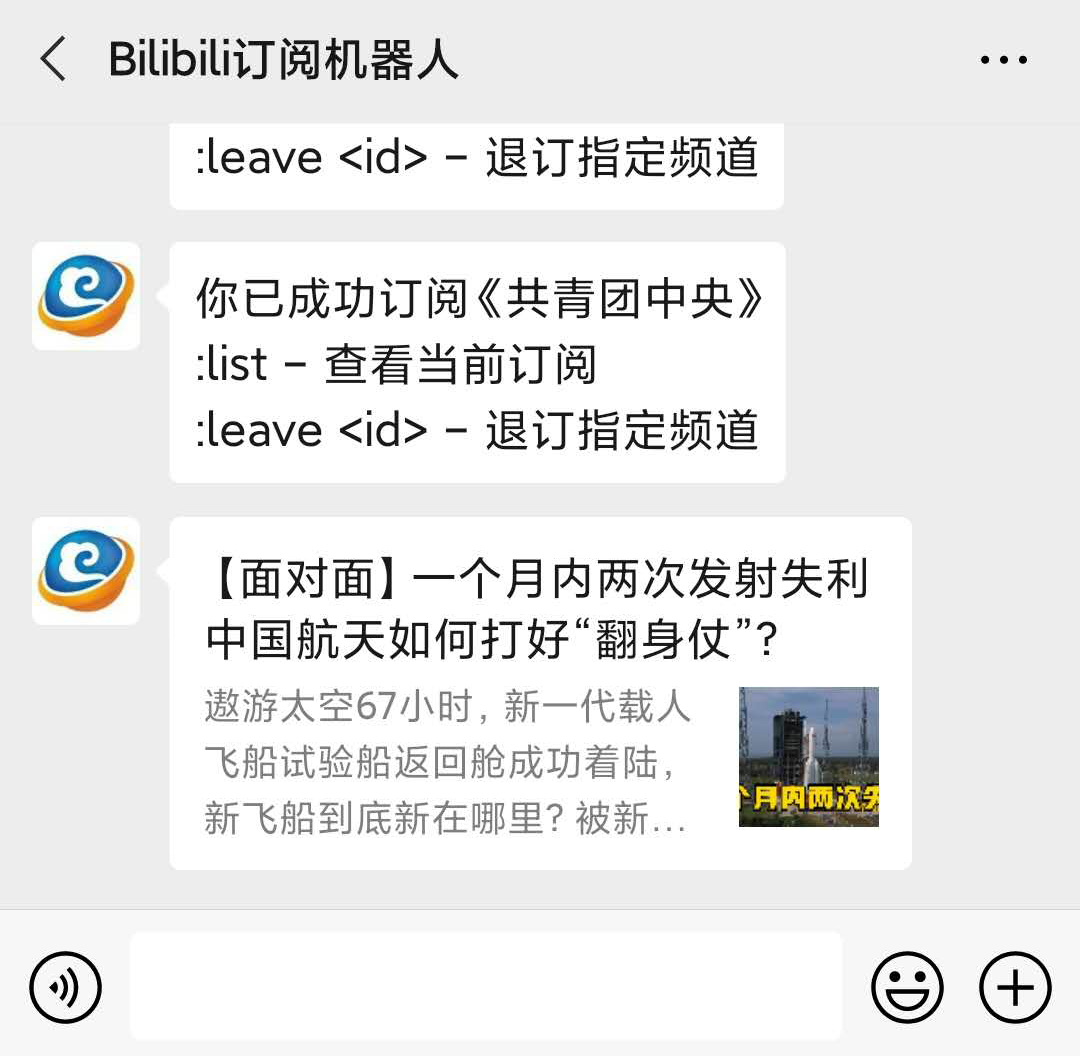 Bilibili订阅机器人
:leave <id> – 退订指定频道
你已成功订阅《共青团中央》
:list – 查看当前订阅
:leave <id> – 退订指定频道
【面对面】一个月内两次发射失利
中国航天如何打好“翻身仗”?
遨游太空67小时，新一代载人
飞船试验船返回舱成功着陆，
新飞船到底新在哪里？被新...
个月内两次失